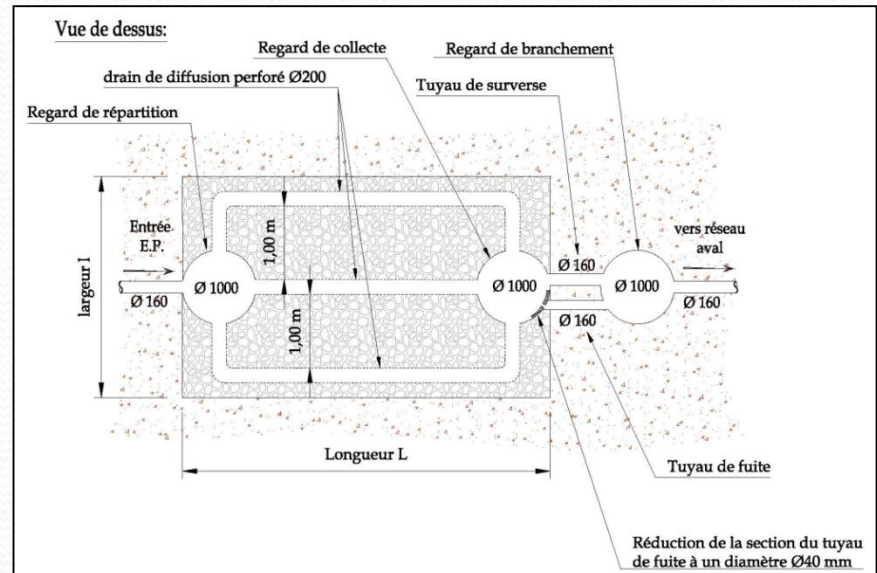 Vue de dessus:
Regard de collecte
Regard de branchement
drain de diffusion perforé Ø200
Tuyau de surverse
Regard de répartition
Entrée
E.P.
vers réseau
aval
largeur l
1,00 m
Ø 160
Ø 1000
Ø 1000
Ø 1000
Ø 160
Ø 160
Ø 160
1,00 m
Longueur L
Tuyau de fuite
Réduction de la section du tuyau
de fuite à un diamètre Ø40 mm